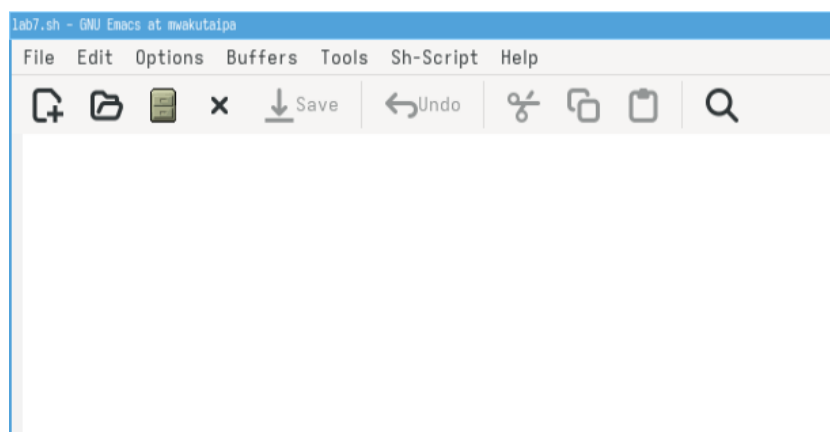 lab7.sh - GNU Emacs at mwakutaipa
File Edit Options Buffers Tools Sh-Script Help
Save Undo